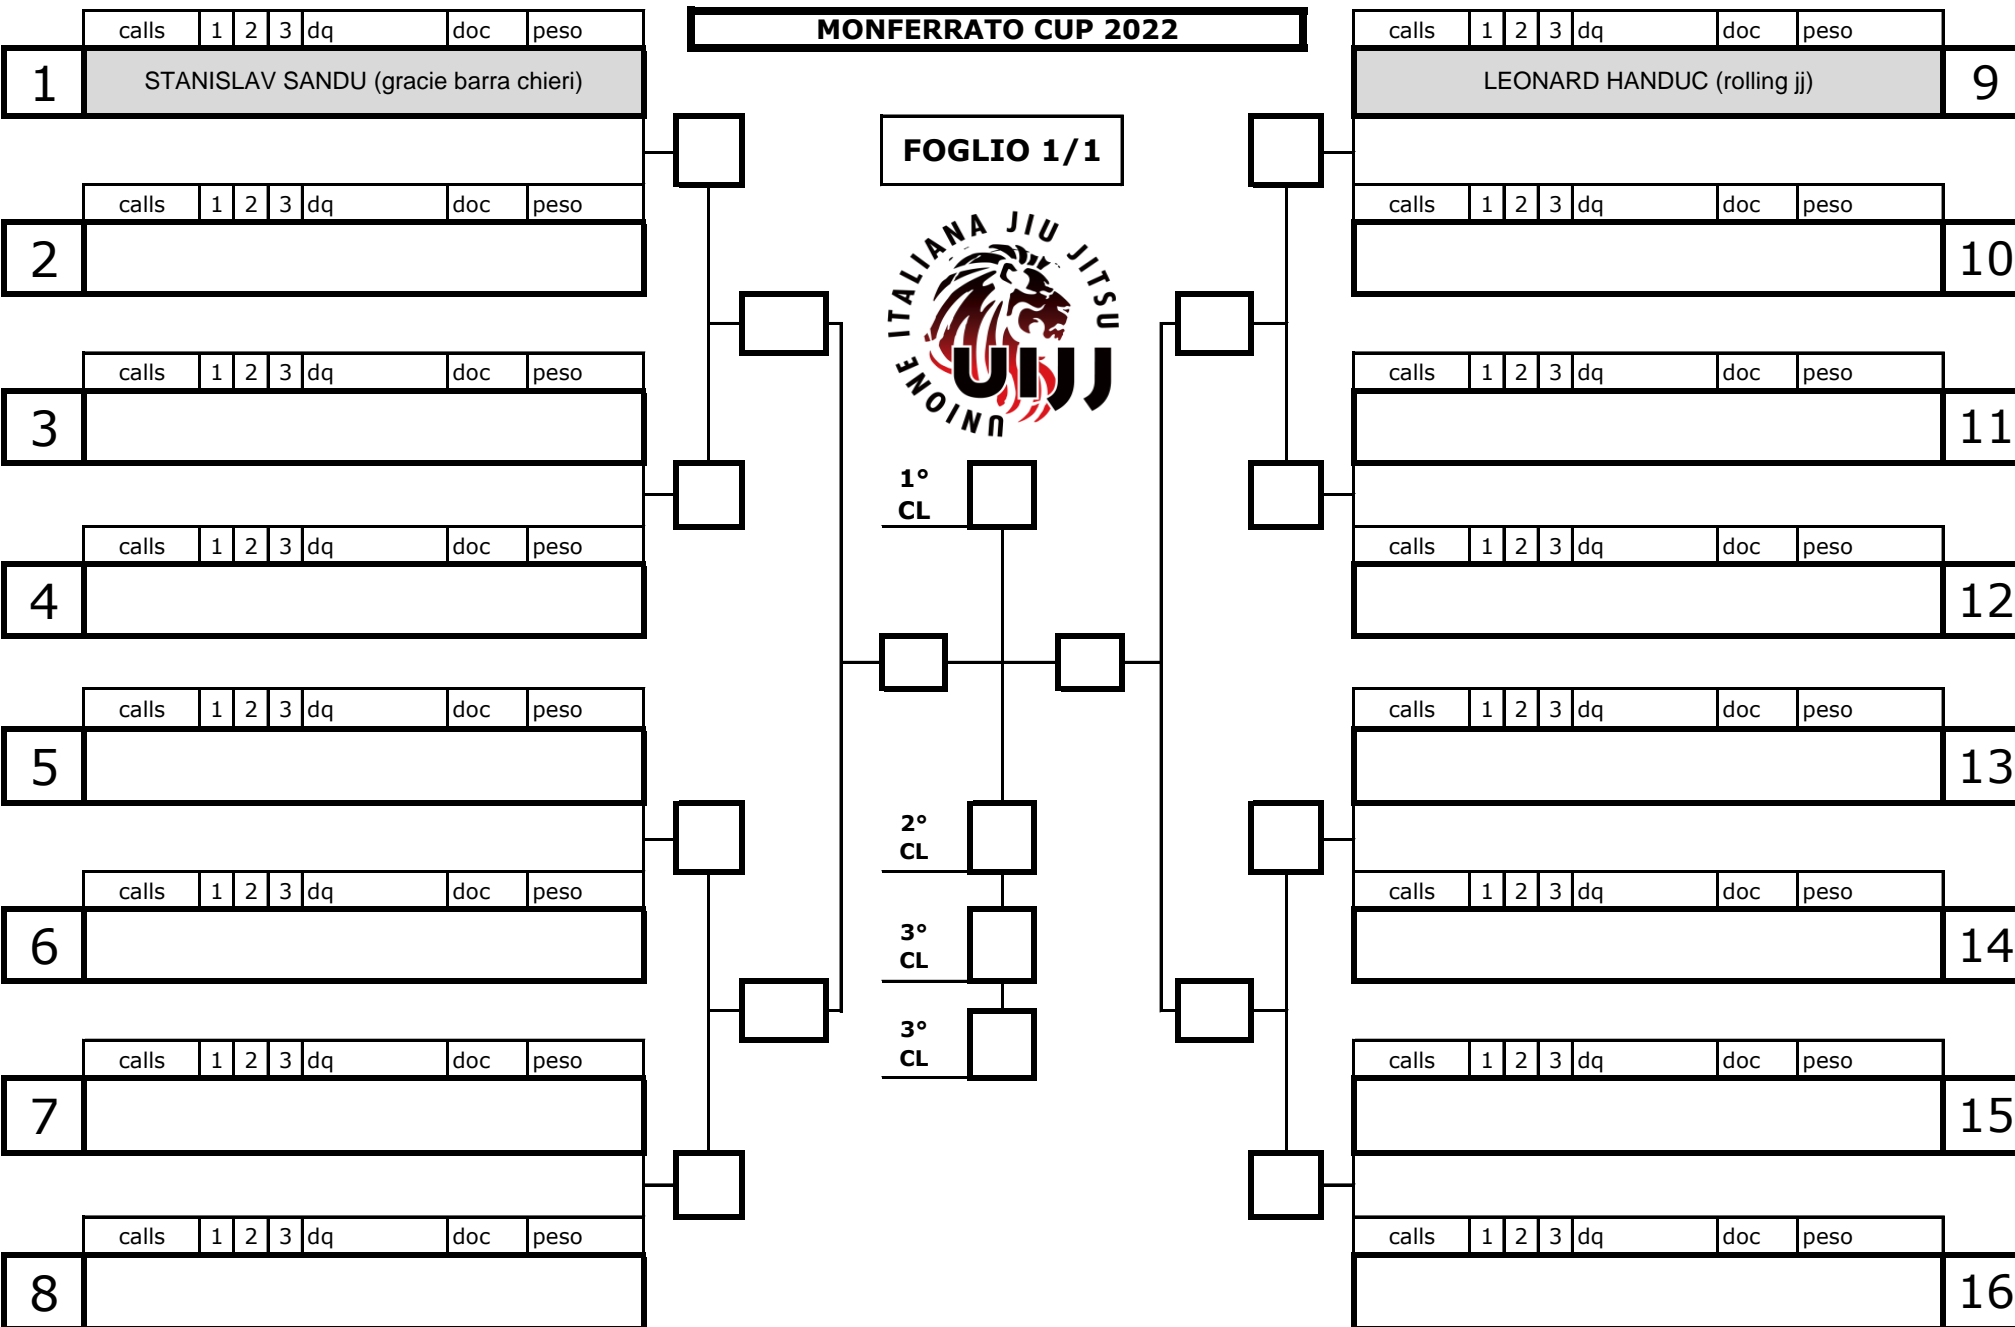 calls 1 2 3 dq doc peso
MONFERRATO CUP 2022
calls 1 2 3 dq doc peso
1 STANISLAV SANDU (gracie barra chieri)
LEONARD HANDUC (rolling jj) 9
FOGLIO 1/1
calls 1 2 3 dq doc peso
calls 1 2 3 dq doc peso
2
10
UNIONE ITALIANA JIU JITSU
UIJJ
calls 1 2 3 dq doc peso
calls 1 2 3 dq doc peso
3
11
1°
CL
calls 1 2 3 dq doc peso
calls 1 2 3 dq doc peso
4
12
calls 1 2 3 dq doc peso
calls 1 2 3 dq doc peso
5
13
2°
CL
calls 1 2 3 dq doc peso
calls 1 2 3 dq doc peso
6
14
3°
CL
3°
CL
calls 1 2 3 dq doc peso
calls 1 2 3 dq doc peso
7
15
calls 1 2 3 dq doc peso
calls 1 2 3 dq doc peso
8
16